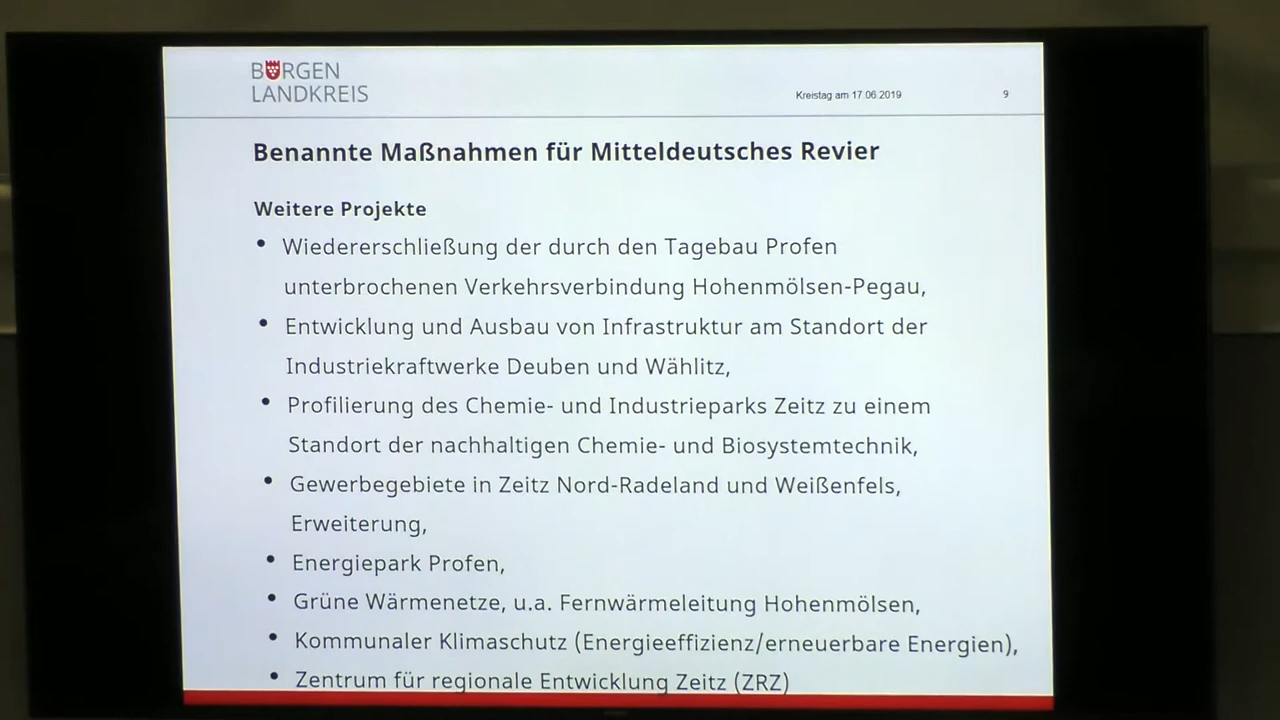 BURGEN
LANDKREIS
Kreistag am 17.06.2019
9
Benannte Maßnahmen für Mitteldeutsches Revier
Weitere Projekte
• Wiedererschließung der durch den Tagebau Profen
unterbrochenen Verkehrsverbindung Hohenmölsen-Pegau,
• Entwicklung und Ausbau von Infrastruktur am Standort der
Industriekraftwerke Deuben und Wählitz,
• Profilierung des Chemie- und Industrieparks Zeitz zu einem
Standort der nachhaltigen Chemie- und Biosystemtechnik,
• Gewerbegebiete in Zeitz Nord-Radeland und Weißenfels,
Erweiterung,
• Energiepark Profen,
• Grüne Wärmenetze, u.a. Fernwärmeleitung Hohenmölsen,
• Kommunaler Klimaschutz (Energieeffizienz/erneuerbare Energien),
• Zentrum für regionale Entwicklung Zeitz (ZRZ)